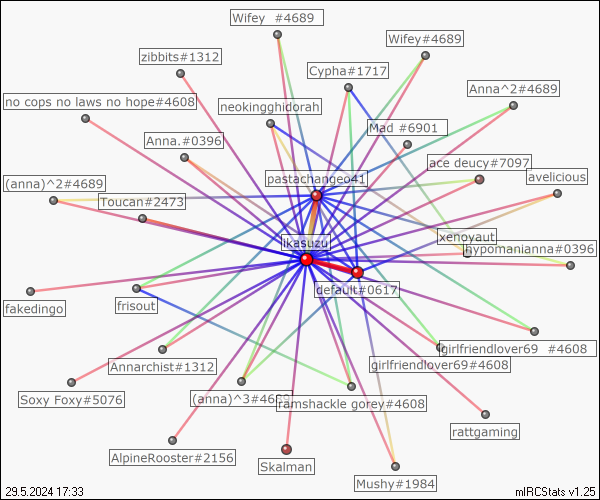 Wifey  #4689
Wifey#4689
zibbits#1312
Cypha#1717
Anna^2#4689
no cops no laws no hope#4608
neokingghidorah
Mad #6901
Anna.#0396
ace deucy#7097
pastachangeo41
avelicious
(anna)^2#4689
Toucan#2473
xenoyaut
ikasuzu
hypomanianna#0396
default#0617
fakedingo
frisout
girlfriendlover69  #4608
girlfriendlover69#4608
Annarchist#1312
Soxy Foxy#5076
(anna)^3#4689
ramshackle gorey#4608
rattgaming
AlpineRooster#2156
Skalman
Mushy#1984
29.5.2024 17:33
mIRCStats v1.25